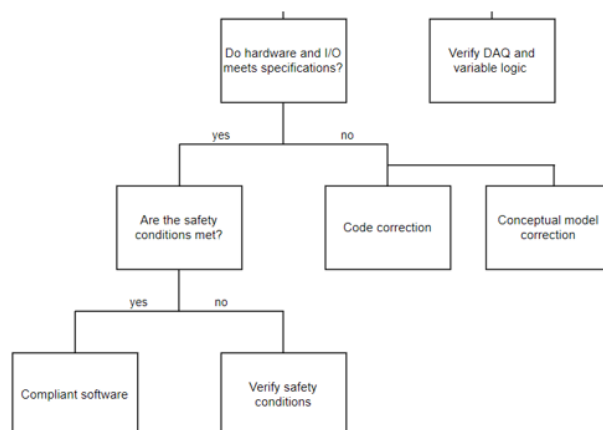 Do hardware and I/O
meets specifications?
Verify DAQ and
variable logic
yes
no
Are the safety
conditions met?
Code correction
Conceptual model
correction
yes
no
Compliant software
Verify safety
conditions